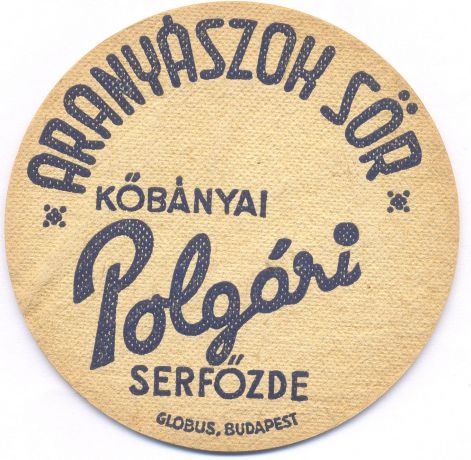 ARANYÁSZOK SÖR
KŐBÁNYAI
Polgári
SERFŐZDE
GLOBUS, BUDAPEST